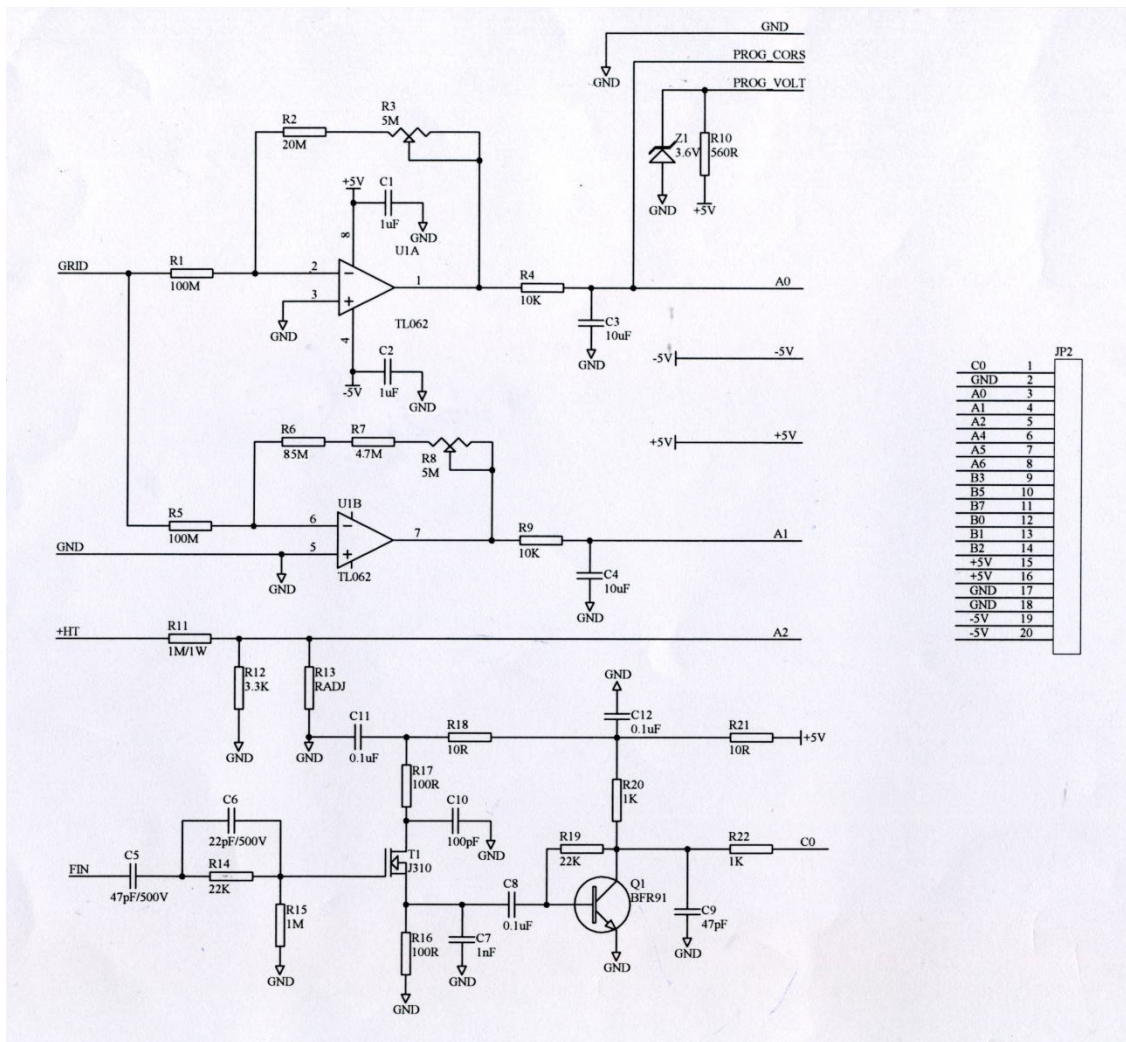 GND
GND
PROG_CORS
PROG_VOLT
R3
5M
R2
20M
Z1
3.6V
R10
560R
GND
+5V
+5V
C1
1uF
GND
8
U1A
GRID
R1
100M
2
3
1
TL062
GND
4
C2
1uF
-5V
GND
R4
10K
A0
C3
10uF
GND
-5V
-5V
+5V
+5V
R6
85M
R7
4.7M
R8
5M
U1B
R5
100M
6
5
7
TL062
GND
GND
R9
10K
A1
C4
10uF
GND
+HT
R11
1M/1W
A2
R12
3.3K
GND
R13
RADJ
GND
C11
0.1uF
R18
10R
GND
C12
0.1uF
R21
10R
+5V
R17
100R
C10
100pF
GND
R20
1K
C6
22pF/500V
FIN
C5
47pF/500V
R14
22K
R15
1M
GND
T1
J310
R16
100R
GND
C7
1nF
GND
C8
0.1uF
R19
22K
Q1
BFR91
GND
R22
1K
C0
C9
47pF
GND
JP2
C0 1
GND 2
A0 3
A1 4
A2 5
A4 6
A5 7
A6 8
B3 9
B5 10
B7 11
B0 12
B1 13
B2 14
+5V 15
+5V 16
GND 17
GND 18
-5V 19
-5V 20